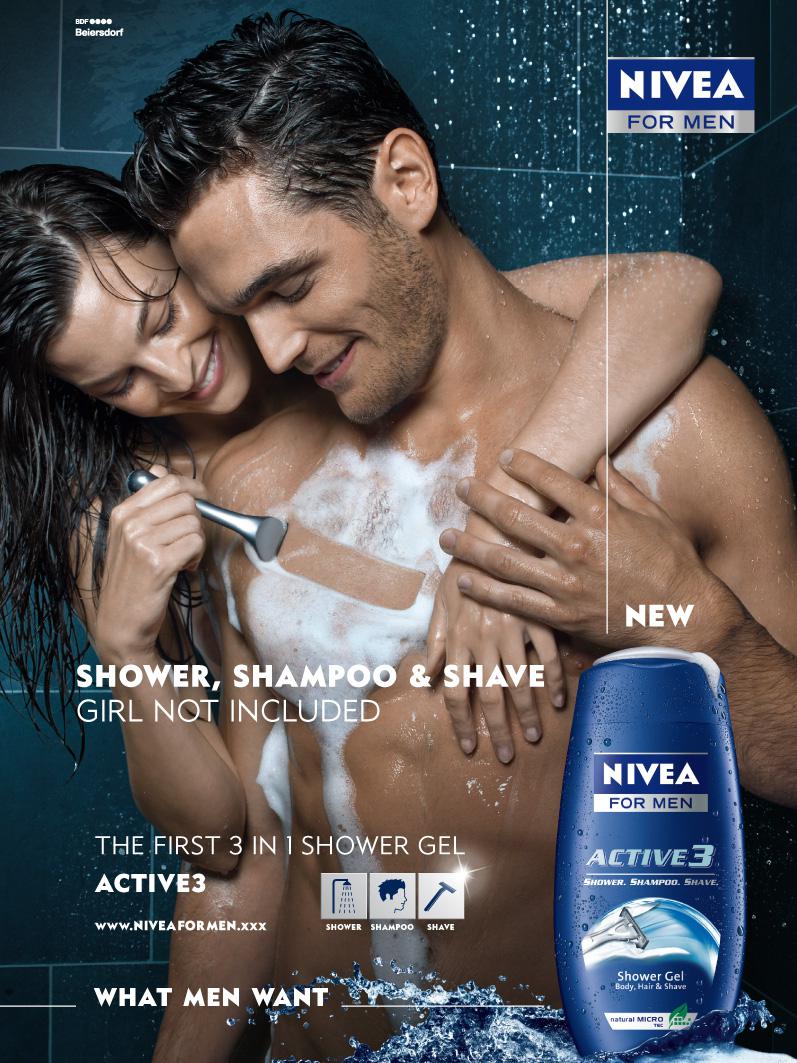 BDF
Beiersdorf
NIVEA
FOR MEN
NEW
SHOWER, SHAMPOO & SHAVE
GIRL NOT INCLUDED
NIVEA
FOR MEN
ACTIVE3
SHOWER. SHAMPOO. SHAVE.
THE FIRST 3 IN 1 SHOWER GEL
ACTIVE3
www.NIVEAFORMEN.xxx
SHOWER SHAMPOO SHAVE
Shower Gel
Body, Hair & Shave
WHAT MEN WANT
natural MICRO
TEC